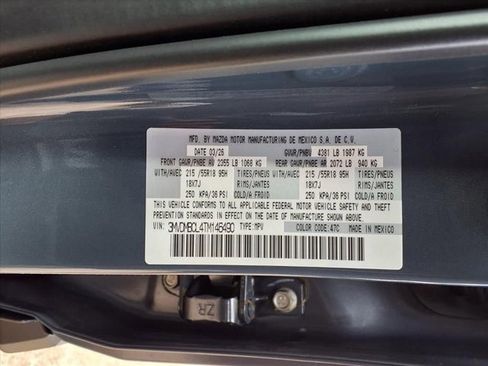 MFD. BY MAZDA MOTOR MANUFACTURING DE MEXICO S.A. DE C.V.
DATE 03/26 GVWR/PNBV 4381 LB 1987 KG
FRONT GAWR/PNBE AV 2355 LB 1068 KG REAR GAWR/PNBE AR 2072 LB 940 KG
WITH/AVEC 215 /55R18 95H TIRES/PNEUS WITH/AVEC 215 /55R18 95H TIRES/PNEUS
18X7J RIMS/JANTES 18X7J RIMS/JANTES
250 KPA/36 PSI COLD/A FROID 250 KPA/36 PSI COLD/A FROID
THIS VEHICLE CONFORMS TO ALL APPLICABLE FEDERAL MOTOR VEHICLE SAFETY AND THEFT
PREVENTION STANDARDS IN EFFECT ON THE DATE OF MANUFACTURE SHOWN ABOVE.
VIN: 3MVDMBCL4TM146490 TYPE: MPV COLOR CODE: 47C MADE IN MEXICO
ZR